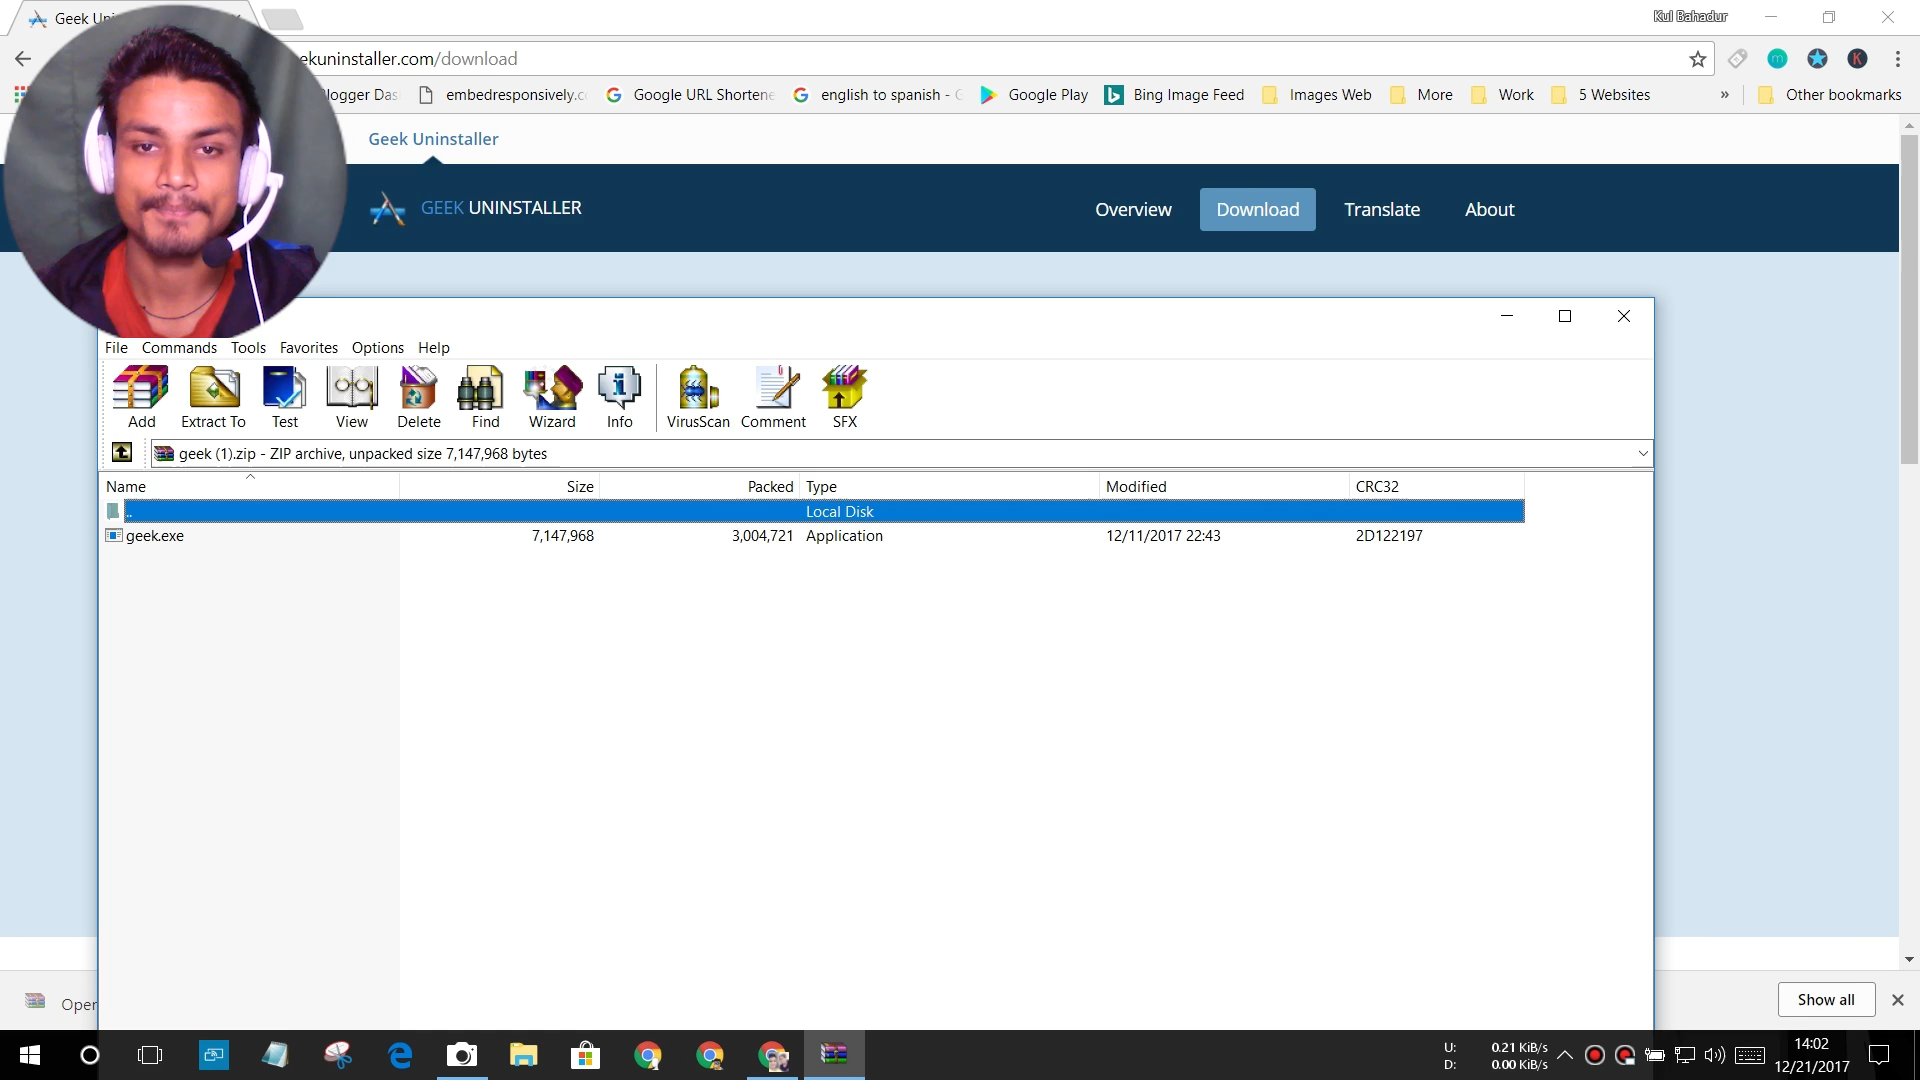 Geek Un
Kul Bahadur
ekuninstaller.com/download
logger Das
embedresponsively.c
Google URL Shortene
english to spanish - G
Google Play
Bing Image Feed
Images Web
More
Work
5 Websites
»
Other bookmarks
Geek Uninstaller
GEEK UNINSTALLER
Overview
Download
Translate
About
File Commands Tools Favorites Options Help
Add
Extract To
Test
View
Delete
Find
Wizard
Info
VirusScan
Comment
SFX
geek (1).zip - ZIP archive, unpacked size 7,147,968 bytes
Name Size Packed Type Modified CRC32
.. Local Disk
geek.exe 7,147,968 3,004,721 Application 12/11/2017 22:43 2D122197
Open
Show all
U: 0.21 KiB/s
D: 0.00 KiB/s
14:02
12/21/2017